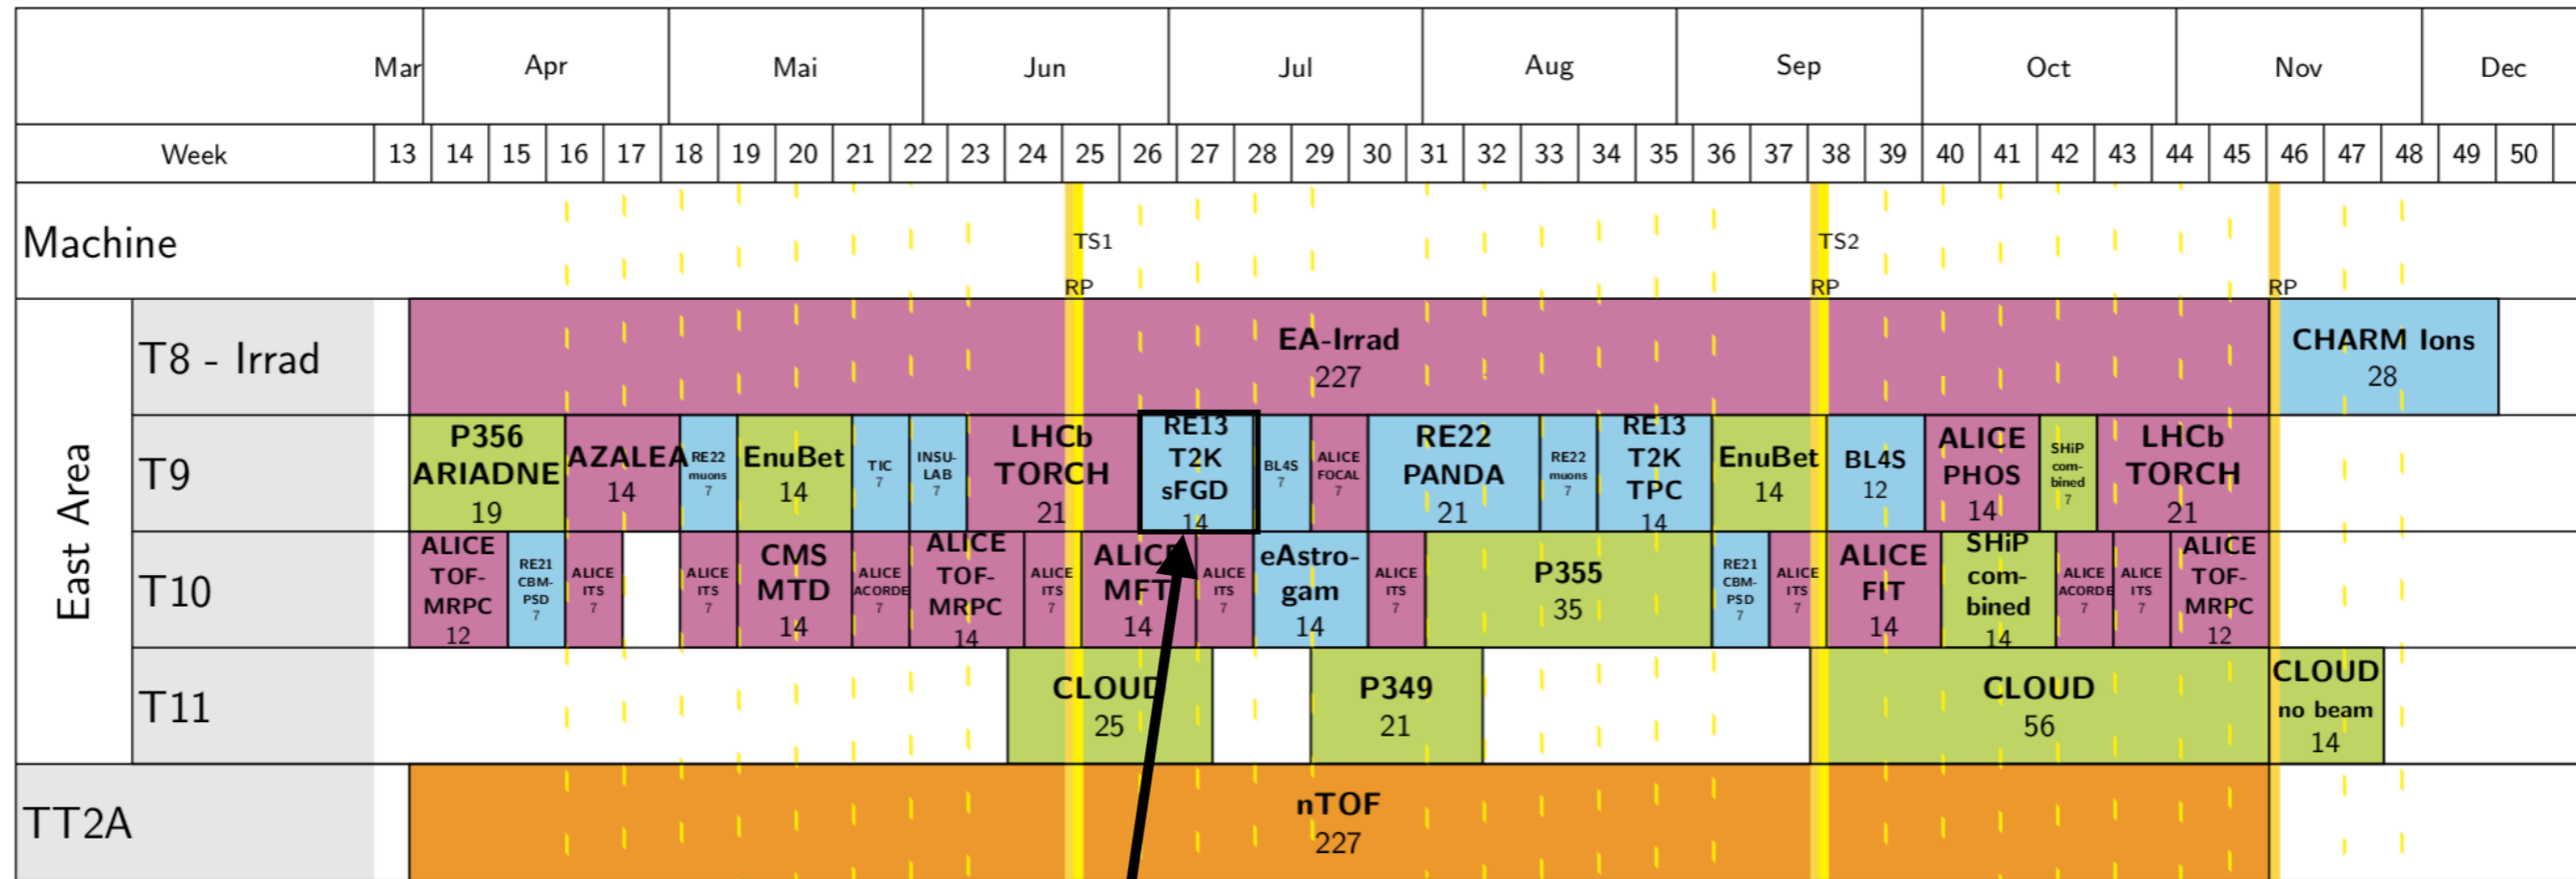 Mar Apr Mai Jun Jul Aug Sep Oct Nov Dec
Week 13 14 15 16 17 18 19 20 21 22 23 24 25 26 27 28 29 30 31 32 33 34 35 36 37 38 39 40 41 42 43 44 45 46 47 48 49 50
Machine
TS1
RP
TS2
RP
RP
East Area
T8 - Irrad
EA-Irrad
227
CHARM Ions
28
T9
P356
ARIADNE
19
AZALEA
14
RE22
muons
7
EnuBet
14
TIC
7
INSU-
LAB
7
LHCb
TORCH
21
RE13
T2K
sFGD
14
BL4S
7
ALICE
FOCAL
7
RE22
PANDA
21
RE22
muons
7
RE13
T2K
TPC
14
EnuBet
14
BL4S
12
ALICE
PHOS
14
SHiP
com-
bined
7
LHCb
TORCH
21
T10
ALICE
TOF-
MRPC
12
RE21
CBM-
PSD
7
ALICE
ITS
7
ALICE
ITS
7
CMS
MTD
14
ALICE
ACORDE
7
ALICE
TOF-
MRPC
14
ALICE
ITS
7
ALICE
MFT
14
ALICE
ITS
7
eAstro-
gam
14
ALICE
ITS
7
P355
35
RE21
CBM-
PSD
7
ALICE
ITS
7
ALICE
FIT
14
SHiP
com-
bined
14
ALICE
ACORDE
7
ALICE
ITS
7
ALICE
TOF-
MRPC
12
T11
CLOUD
25
P349
21
CLOUD
56
CLOUD
no beam
14
TT2A
nTOF
227